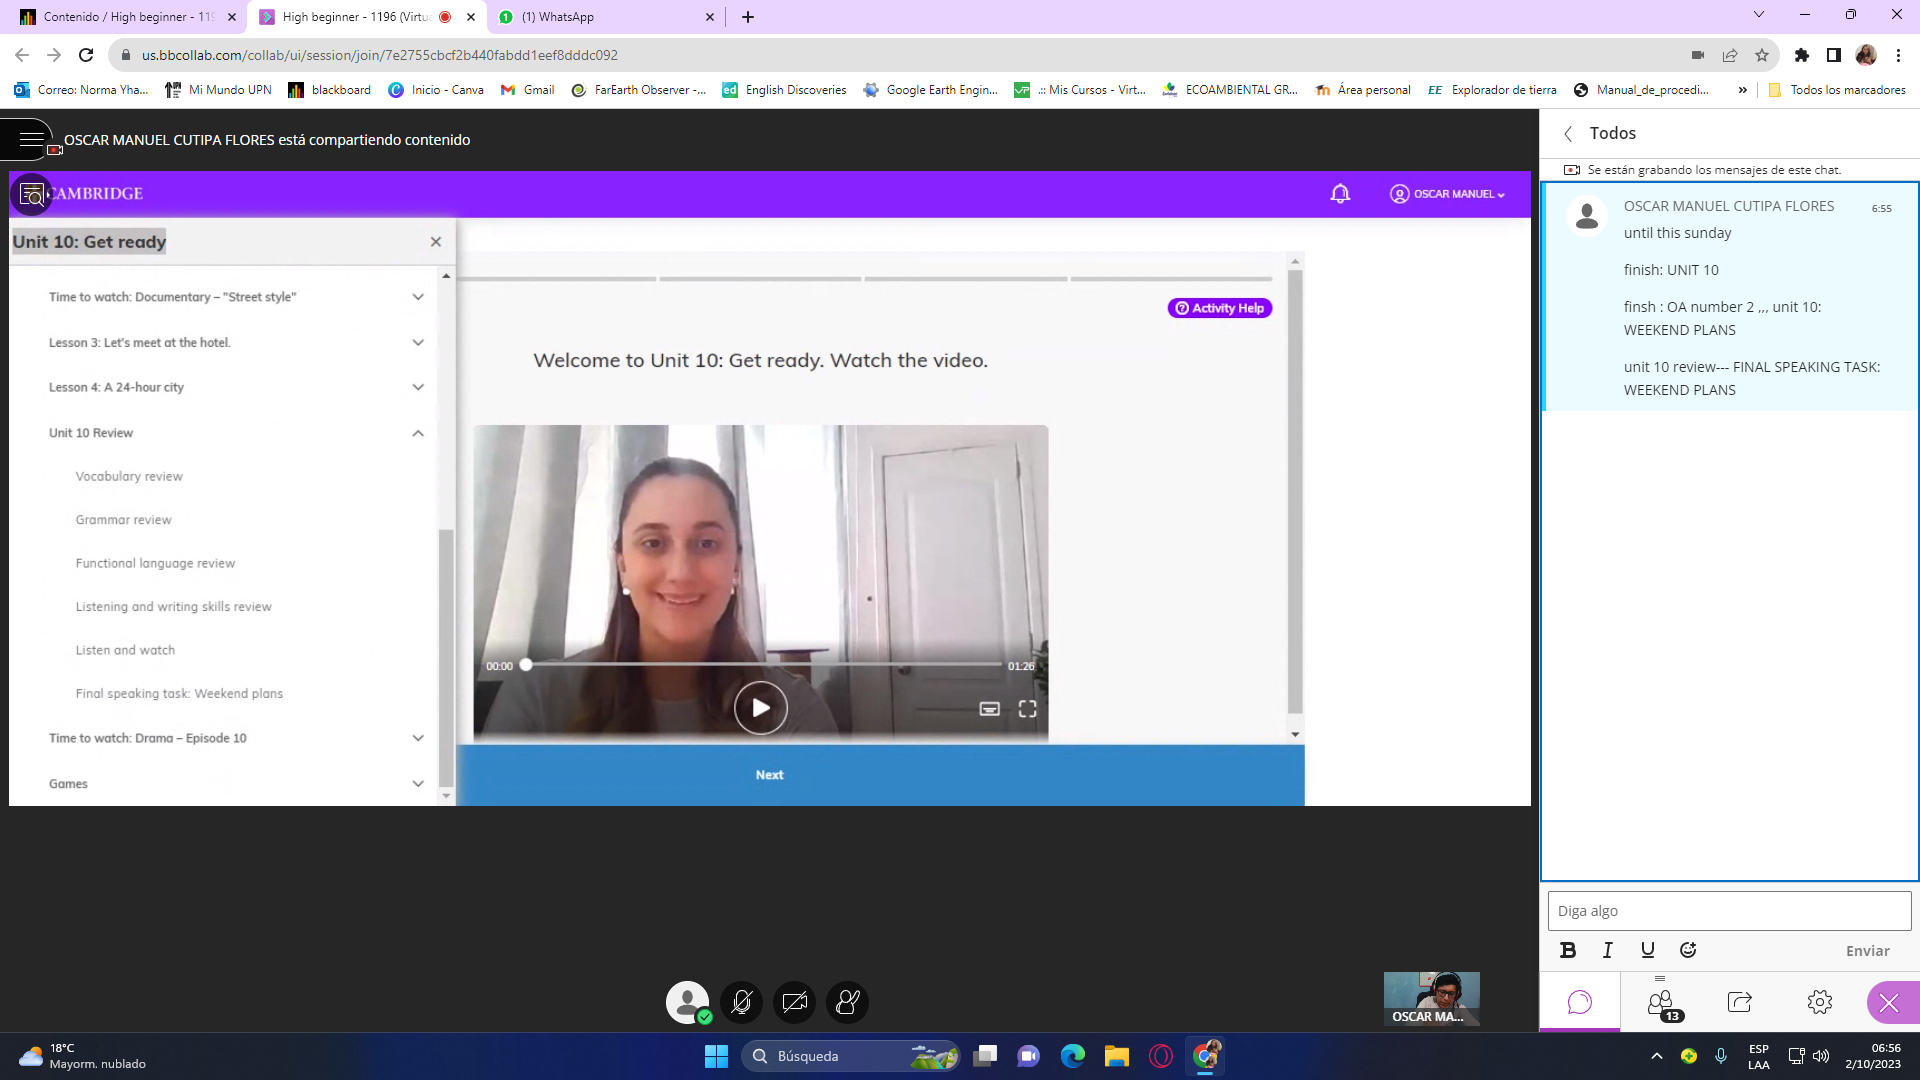 Contenido / High beginner - 119
High beginner - 1196 (Virtua
(1) WhatsApp
us.bbcollab.com/collab/ui/session/join/7e2755cbcf2b440fabdd1eef8dddc092
Correo: Norma Yha...
Mi Mundo UPN
blackboard
Inicio - Canva
Gmail
FarEarth Observer -...
English Discoveries
Google Earth Engin...
.:: Mis Cursos - Virt...
ECOAMBIENTAL GR...
Área personal
EE Explorador de tierra
Manual_de_procedi...
»
Todos los marcadores
OSCAR MANUEL CUTIPA FLORES está compartiendo contenido
CAMBRIDGE
OSCAR MANUEL
Unit 10: Get ready
Time to watch: Documentary – "Street style"
Lesson 3: Let's meet at the hotel.
Lesson 4: A 24-hour city
Unit 10 Review
Vocabulary review
Grammar review
Functional language review
Listening and writing skills review
Listen and watch
Final speaking task: Weekend plans
Time to watch: Drama – Episode 10
Games
Activity Help
Welcome to Unit 10: Get ready. Watch the video.
00:00
01:26
Next
Todos
Se están grabando los mensajes de este chat.
OSCAR MANUEL CUTIPA FLORES
6:55
until this sunday
finish: UNIT 10
finsh : OA number 2 ,,, unit 10:
WEEKEND PLANS
unit 10 review--- FINAL SPEAKING TASK:
WEEKEND PLANS
Diga algo
B I U
Enviar
13
OSCAR MA...
18°C
Mayorm. nublado
Búsqueda
ESP
LAA
06:56
2/10/2023